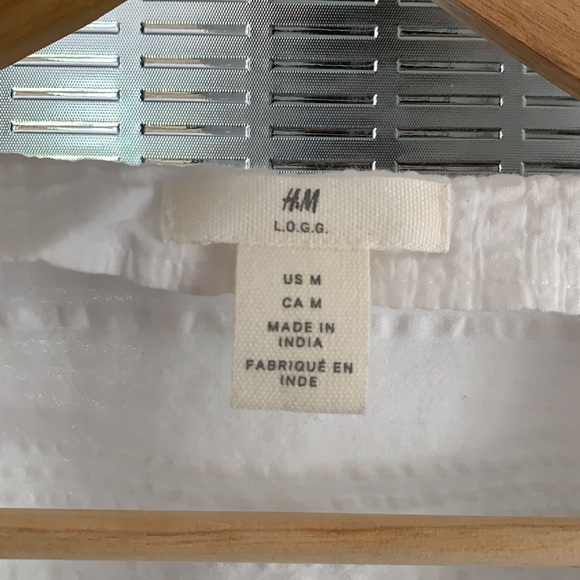 H&M
L.O.G.G.
US M
CA M
MADE IN
INDIA
FABRIQUÉ EN
INDE